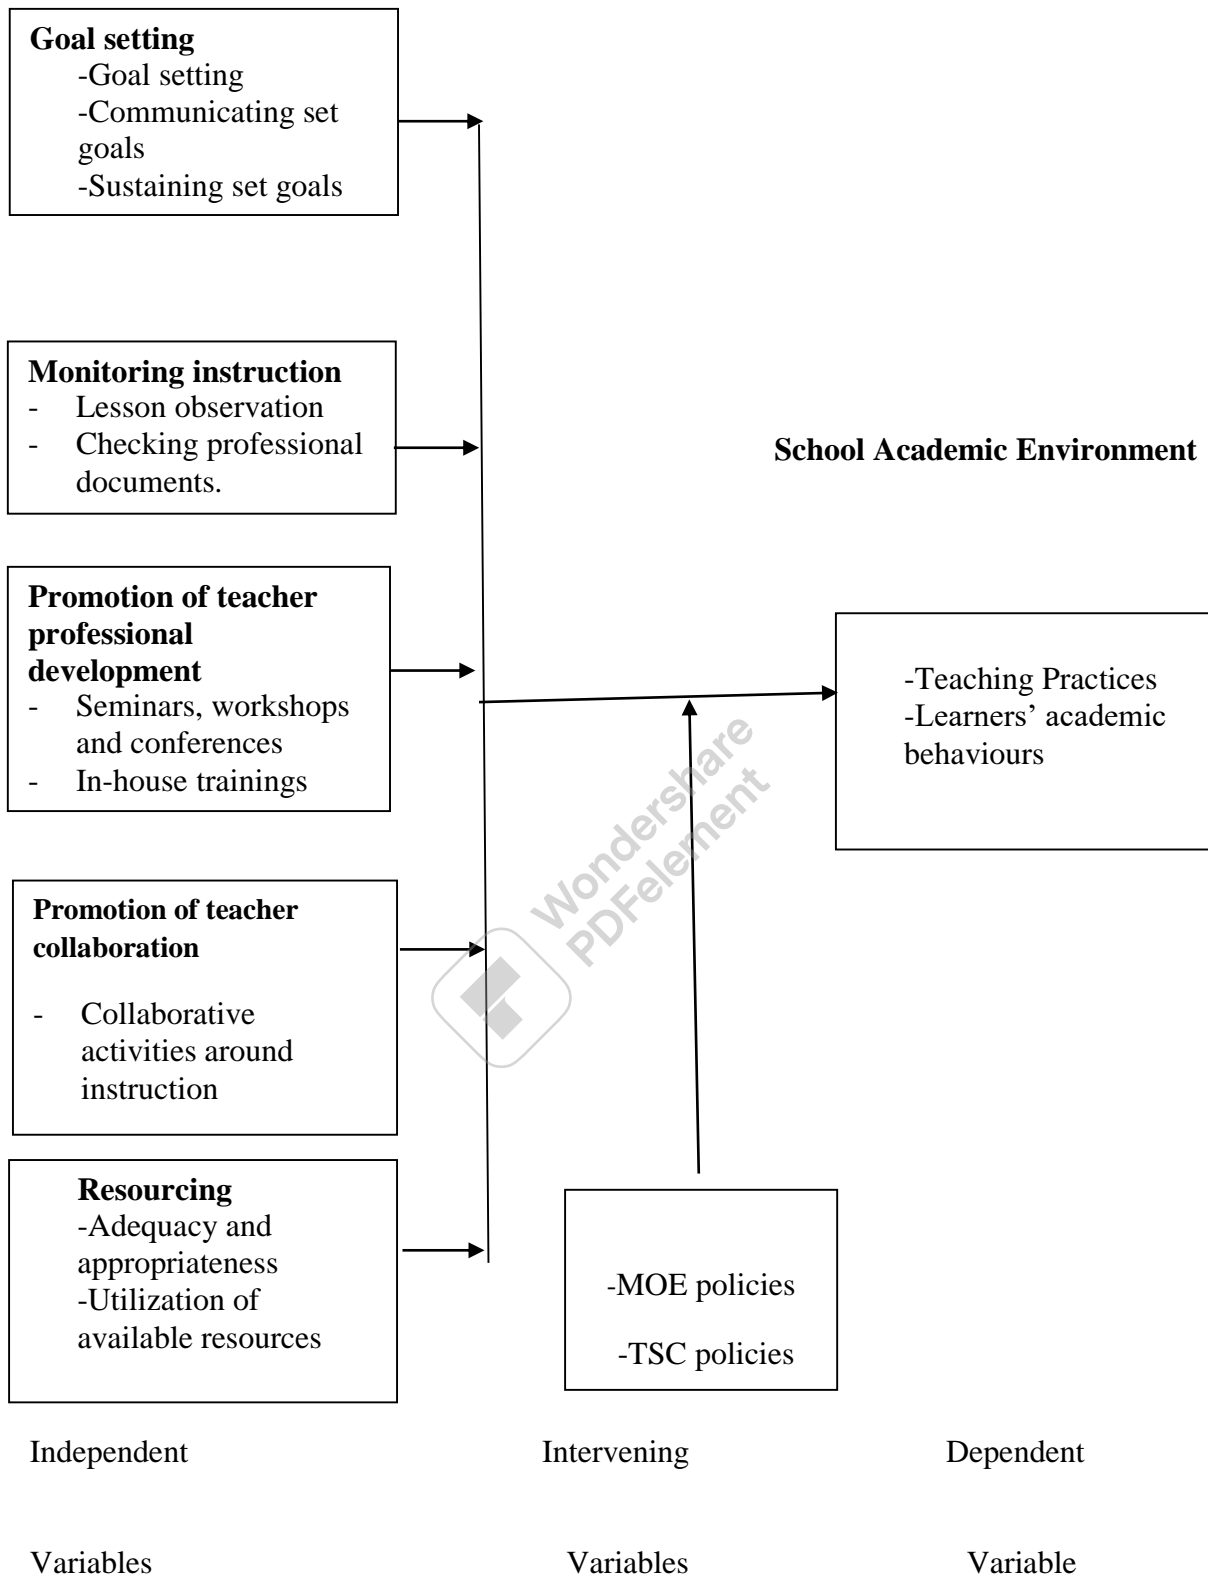 Goal setting
-Goal setting
-Communicating set
goals
-Sustaining set goals
Monitoring instruction
- Lesson observation
- Checking professional
documents.
School Academic Environment
Promotion of teacher
professional
development
- Seminars, workshops
and conferences
- In-house trainings
-Teaching Practices
-Learners’ academic
behaviours
Wondershare
PDFelement
Promotion of teacher
collaboration
- Collaborative
activities around
instruction
Resourcing
-Adequacy and
appropriateness
-Utilization of
available resources
-MOE policies
-TSC policies
Independent Intervening Dependent
Variables Variables Variable